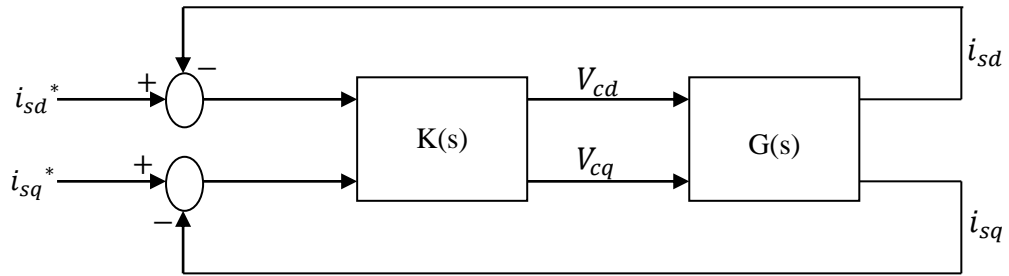 −
i_sd
+
i_sd*
V_cd
K(s)
G(s)
+
V_cq
i_sq*
−
i_sq